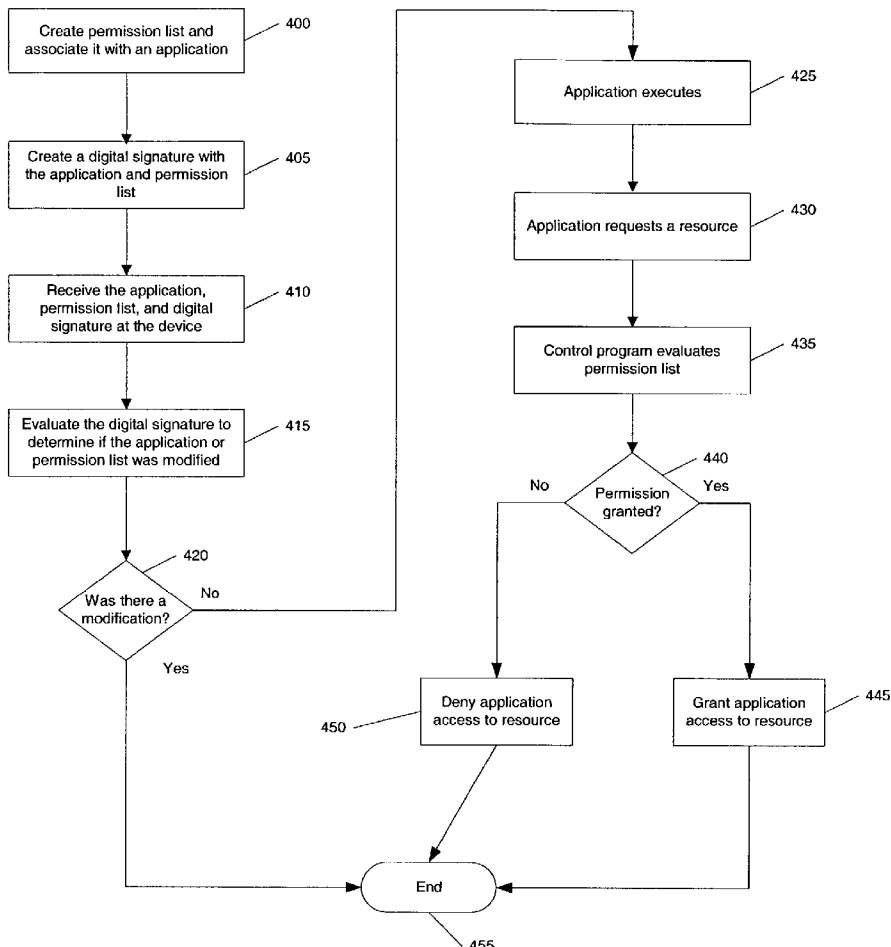 Create permission list and
associate it with an application
400
Create a digital signature with
the application and permission
list
405
Receive the application,
permission list, and digital
signature at the device
410
Evaluate the digital signature to
determine if the application or
permission list was modified
415
420
Was there a
modification?
No
Yes
Application executes
425
Application requests a resource
430
Control program evaluates
permission list
435
440
Permission
granted?
No
Yes
Deny application
access to resource
450
Grant application
access to resource
445
End
455